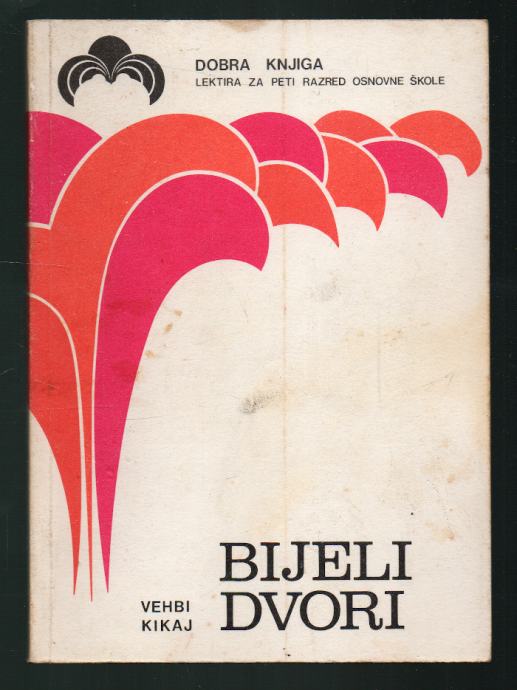 DOBRA KNJIGA
LEKTIRA ZA PETI RAZRED OSNOVNE ŠKOLE
BIJELI
DVORI
VEHBI
KIKAJ